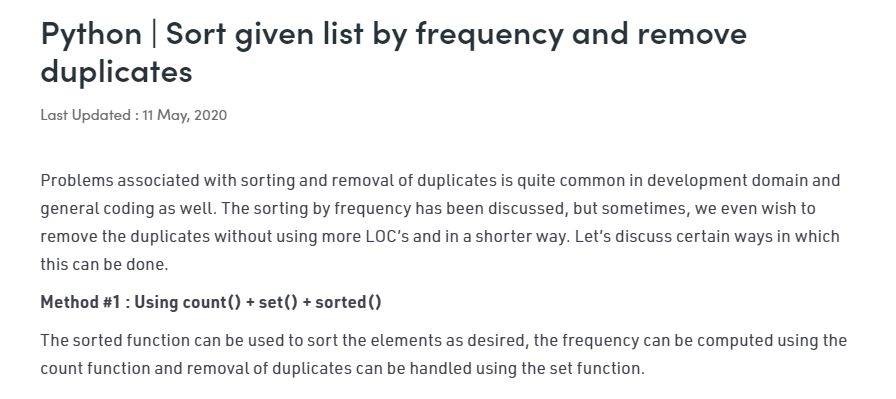 Python | Sort given list by frequency and remove
duplicates
Last Updated : 11 May, 2020
Problems associated with sorting and removal of duplicates is quite common in development domain and
general coding as well. The sorting by frequency has been discussed, but sometimes, we even wish to
remove the duplicates without using more LOC’s and in a shorter way. Let’s discuss certain ways in which
this can be done.
Method #1 : Using count() + set() + sorted()
The sorted function can be used to sort the elements as desired, the frequency can be computed using the
count function and removal of duplicates can be handled using the set function.